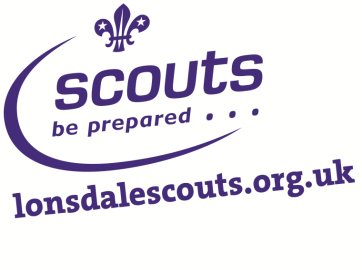 scouts
be prepared . . .
lonsdalescouts.org.uk